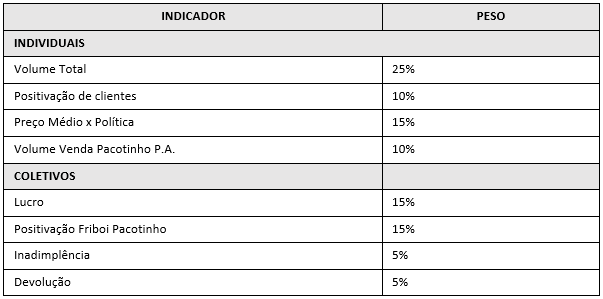 INDICADOR PESO
INDIVIDUAIS
Volume Total 25%
Positivação de clientes 10%
Preço Médio x Política 15%
Volume Venda Pacotinho P.A. 10%
COLETIVOS
Lucro 15%
Positivação Friboi Pacotinho 15%
Inadimplência 5%
Devolução 5%